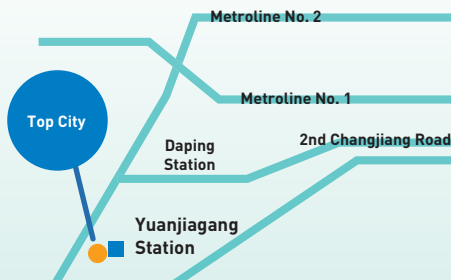 Metroline No. 2
Metroline No. 1
Top City
2nd Changjiang Road
Daping
Station
Yuanjiagang
Station